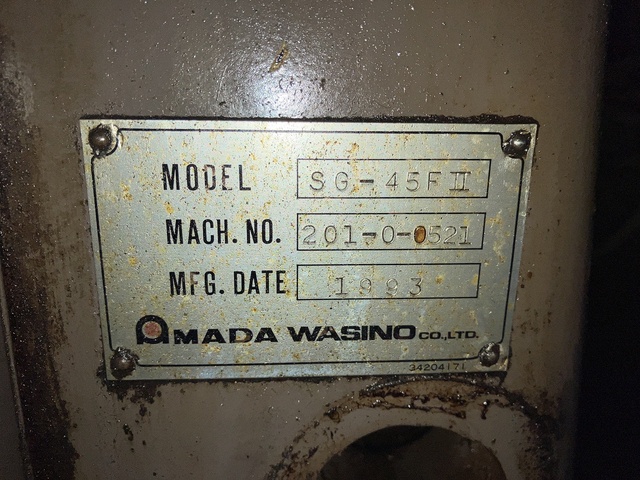 MODEL SG-45FII
MACH. NO. 201-0-0521
MFG. DATE 1993
AMADA WASINO CO., LTD.
34204171